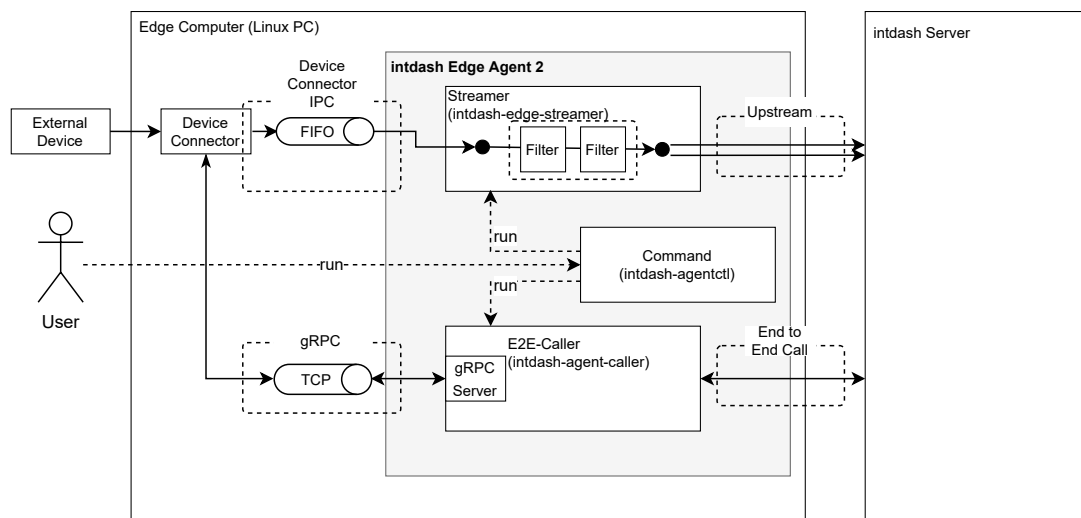 Edge Computer (Linux PC)
intdash Server
Device
Connector
IPC
intdash Edge Agent 2
Streamer
(intdash-edge-streamer)
Upstream
External
Device
Device
Connector
FIFO
Filter
Filter
run
Command
(intdash-agentctl)
run
run
User
gRPC
TCP
E2E-Caller
(intdash-agent-caller)
gRPC
Server
End to
End Call